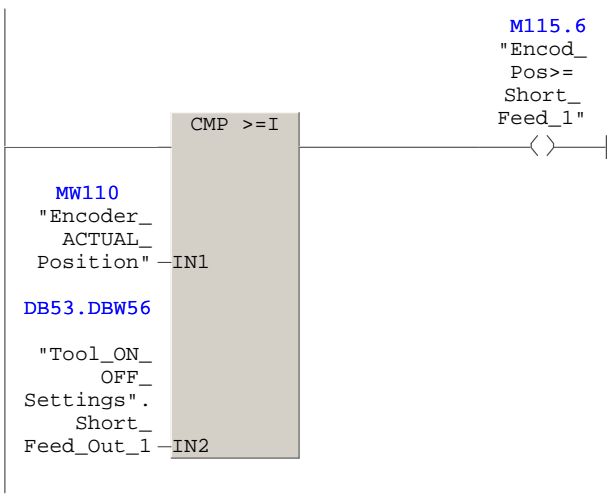 M115.6
"Encod_
Pos>=
Short_
Feed_1"
CMP >=I
MW110
"Encoder_
ACTUAL_
Position"
IN1
DB53.DBW56
"Tool_ON_
OFF_
Settings".
Short_
Feed_Out_1
IN2